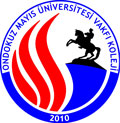 ONDOKUZ MAYIS ÜNİVERSİTESİ VAKFI KOLEJİ
2010